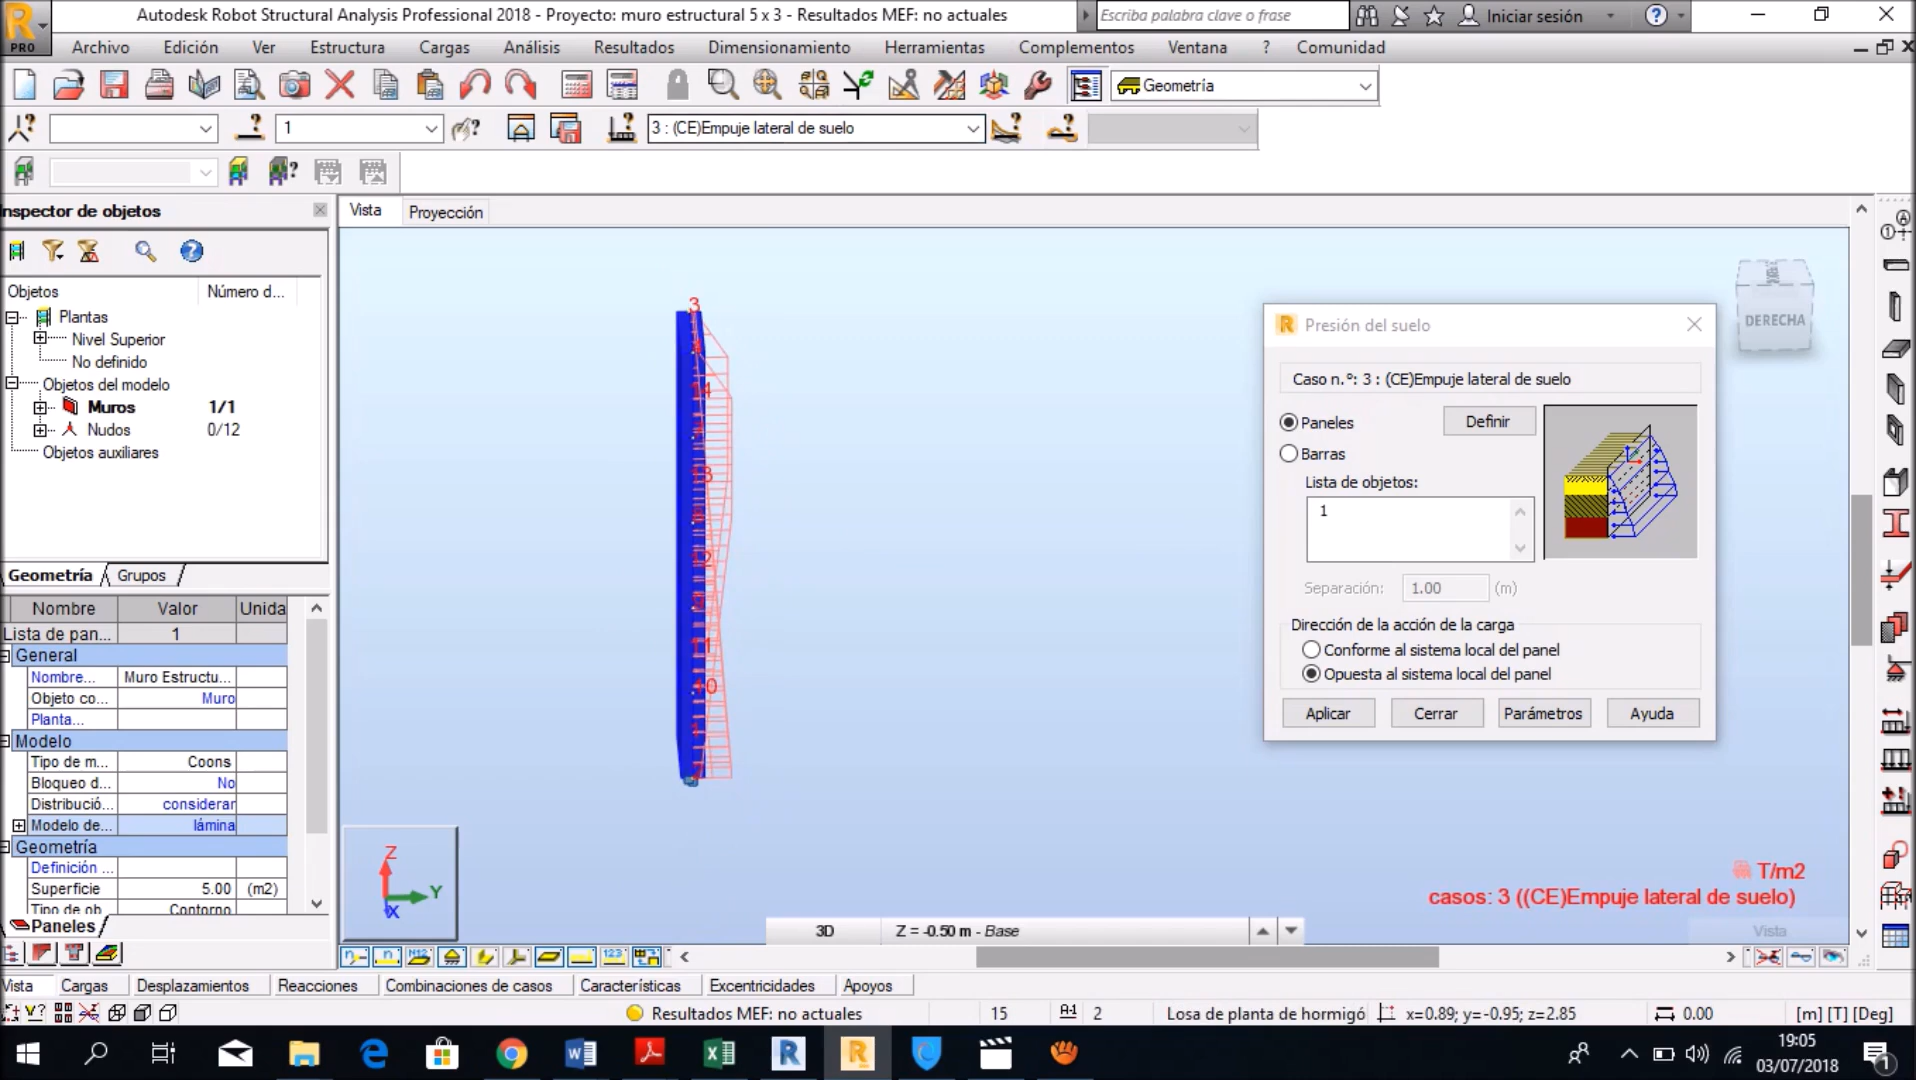 Autodesk Robot Structural Analysis Professional 2018 - Proyecto: muro estructural 5 x 3 - Resultados MEF: no actuales
Escriba palabra clave o frase
Iniciar sesión
PRO
Archivo Edición Ver Estructura Cargas Análisis Resultados Dimensionamiento Herramientas Complementos Ventana ? Comunidad
Geometría
1
3 : (CE)Empuje lateral de suelo
Inspector de objetos
Vista Proyección
Objetos Número d...
Plantas
Nivel Superior
No definido
Objetos del modelo
Muros 1/1
Nudos 0/12
Objetos auxiliares
Geometría Grupos
Nombre Valor Unida
Lista de pan... 1
General
Nombre... Muro Estructu...
Objeto co... Muro
Planta...
Modelo
Tipo de m... Coons
Bloqueo d... No
Distribució... considerar
Modelo de... lámina
Geometría
Definición ...
Superficie 5.00 (m2)
Tipo de ob Contorno
Paneles
3
14
13
12
11
10
DERECHA
Presión del suelo
Caso n.°: 3 : (CE)Empuje lateral de suelo
Paneles Definir
Barras
Lista de objetos:
1
Separación: 1.00 (m)
Dirección de la acción de la carga
Conforme al sistema local del panel
Opuesta al sistema local del panel
Aplicar Cerrar Parámetros Ayuda
Z
Y
X
T/m2
casos: 3 ((CE)Empuje lateral de suelo)
3D Z = -0.50 m - Base
Vista
Vista Cargas Desplazamientos Reacciones Combinaciones de casos Características Excentricidades Apoyos
Resultados MEF: no actuales 15 2 Losa de planta de hormigó x=0.89; y=-0.95; z=2.85 0.00 [m] [T] [Deg]
19:05
03/07/2018
1